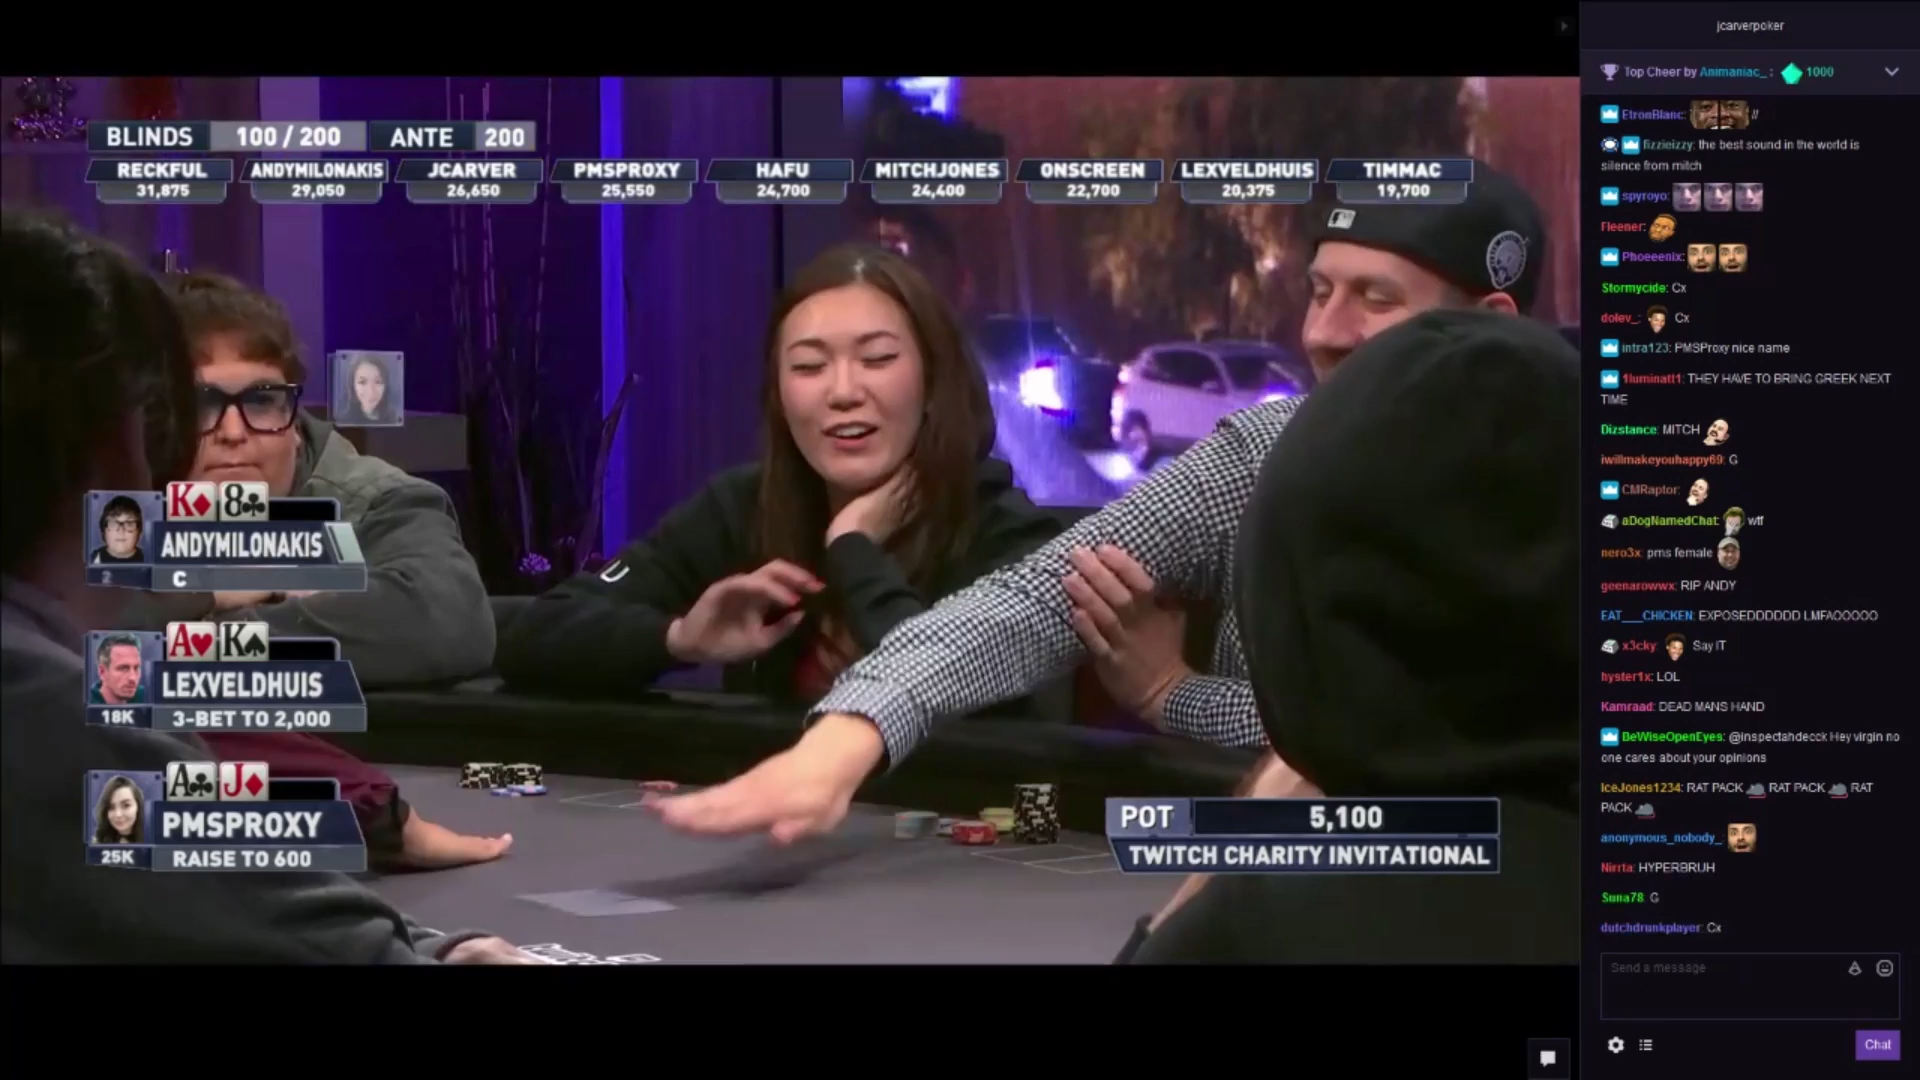 BLINDS 100 / 200 ANTE 200
RECKFUL ANDYMILONAKIS JCARVER PMSPROXY HAFU MITCHJONES ONSCREEN LEXVELDHUIS TIMMAC
31,875 29,050 26,650 25,550 24,700 24,400 22,700 20,375 19,700
K♦ 8♣
ANDYMILONAKIS
2 C
A♥ K♠
LEXVELDHUIS
18K 3-BET TO 2,000
A♣ J♦
PMSPROXY
25K RAISE TO 600
POT 5,100
TWITCH CHARITY INVITATIONAL
jcarverpoker
Top Cheer by Animaniac_ : 1000
EtronBlanc: //
fizzieizzy: the best sound in the world is
silence from mitch
spyroyo:
Fleener:
Phoeeenix:
Stormycide: Cx
dolev_: Cx
intra123: PMSProxy nice name
1luminatt1: THEY HAVE TO BRING GREEK NEXT
TIME
Dizstance: MITCH
iwillmakeyouhappy69: G
CMRaptor:
aDogNamedChat: wtf
nero3x: pms female
geenarowwx: RIP ANDY
EAT___CHICKEN: EXPOSEDDDDDD LMFAOOOOO
x3cky: Say IT
hyster1x: LOL
Kamraad: DEAD MANS HAND
BeWiseOpenEyes: @inspectahdecck Hey virgin no
one cares about your opinions
IceJones1234: RAT PACK RAT PACK RAT
PACK
anonymous_nobody_:
Nirrta: HYPERBRUH
Suna78: G
dutchdrunkplayer: Cx
Send a message
Chat